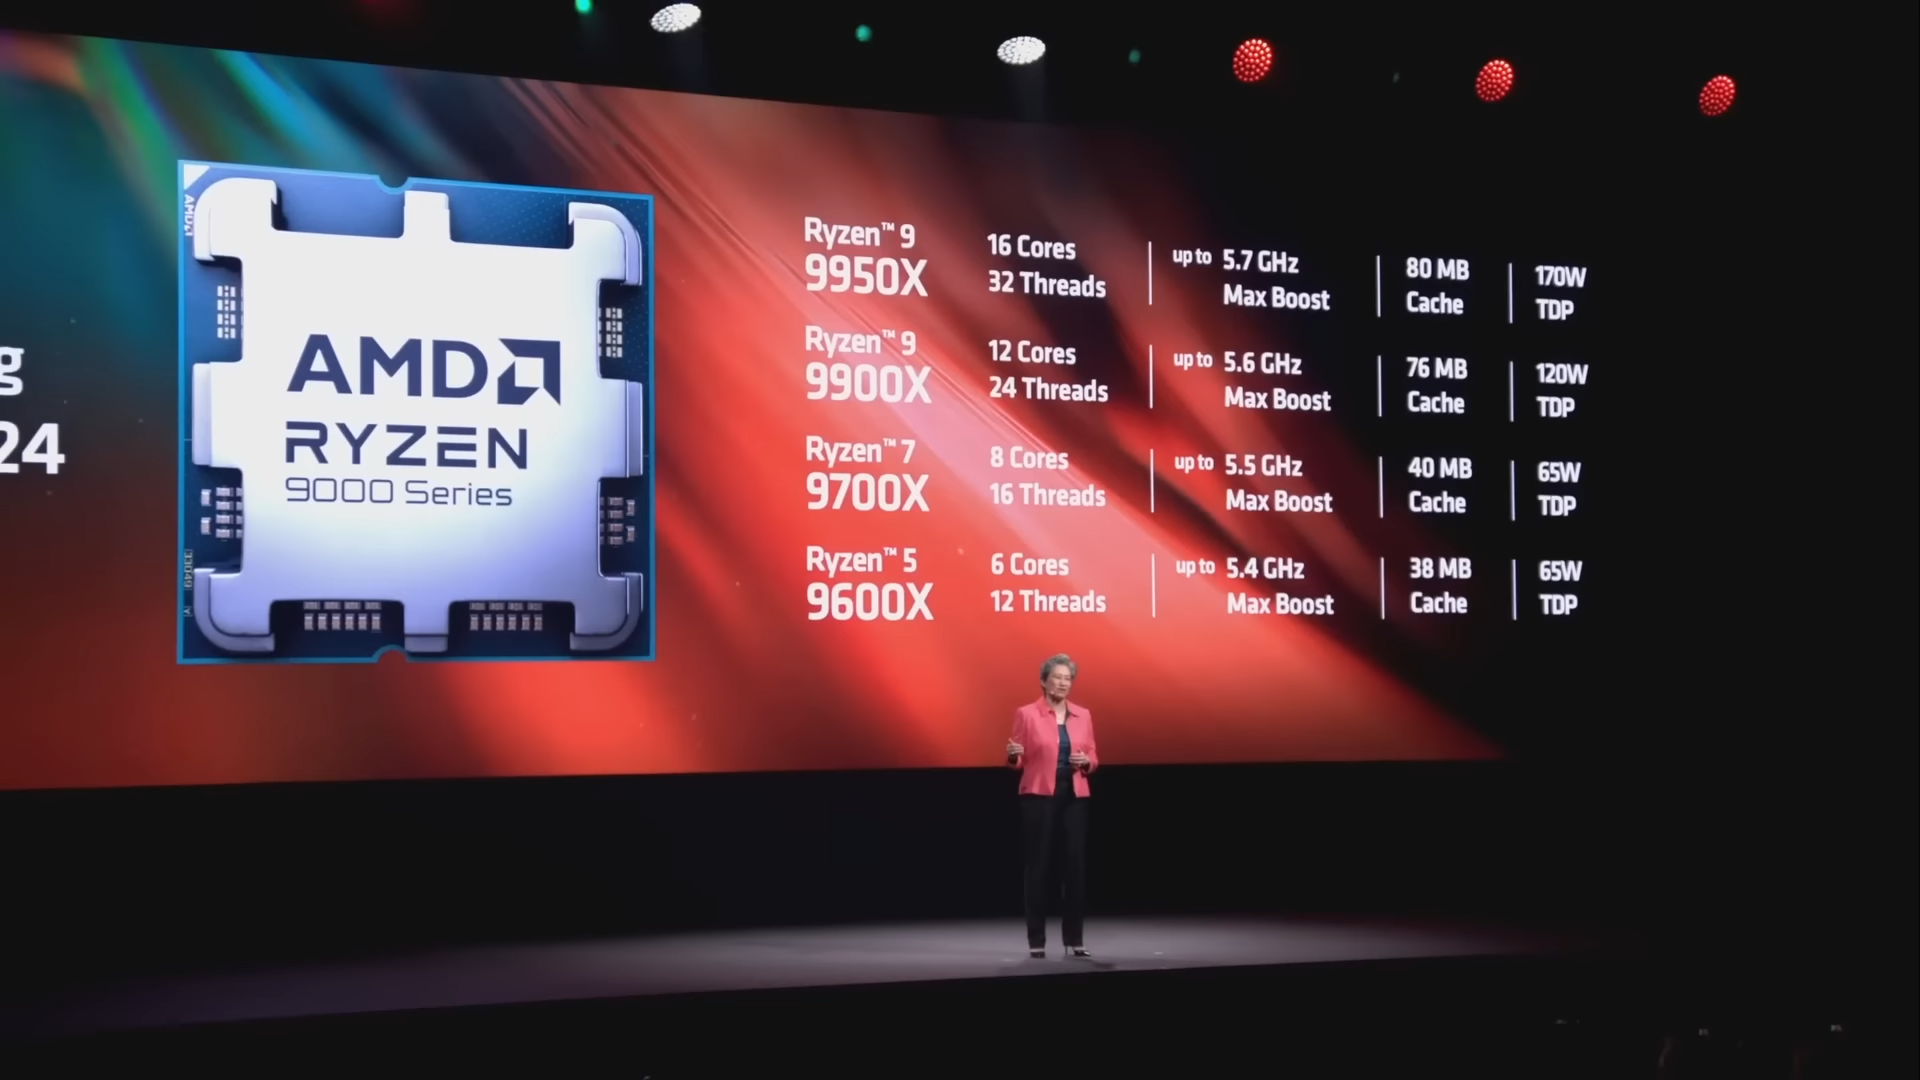 g
24
AMD
AMD
RYZEN
9000 Series
Ryzen™ 9
9950X
16 Cores
32 Threads
up to 5.7 GHz
Max Boost
80 MB
Cache
170W
TDP
Ryzen™ 9
9900X
12 Cores
24 Threads
up to 5.6 GHz
Max Boost
76 MB
Cache
120W
TDP
Ryzen™ 7
9700X
8 Cores
16 Threads
up to 5.5 GHz
Max Boost
40 MB
Cache
65W
TDP
Ryzen™ 5
9600X
6 Cores
12 Threads
up to 5.4 GHz
Max Boost
38 MB
Cache
65W
TDP